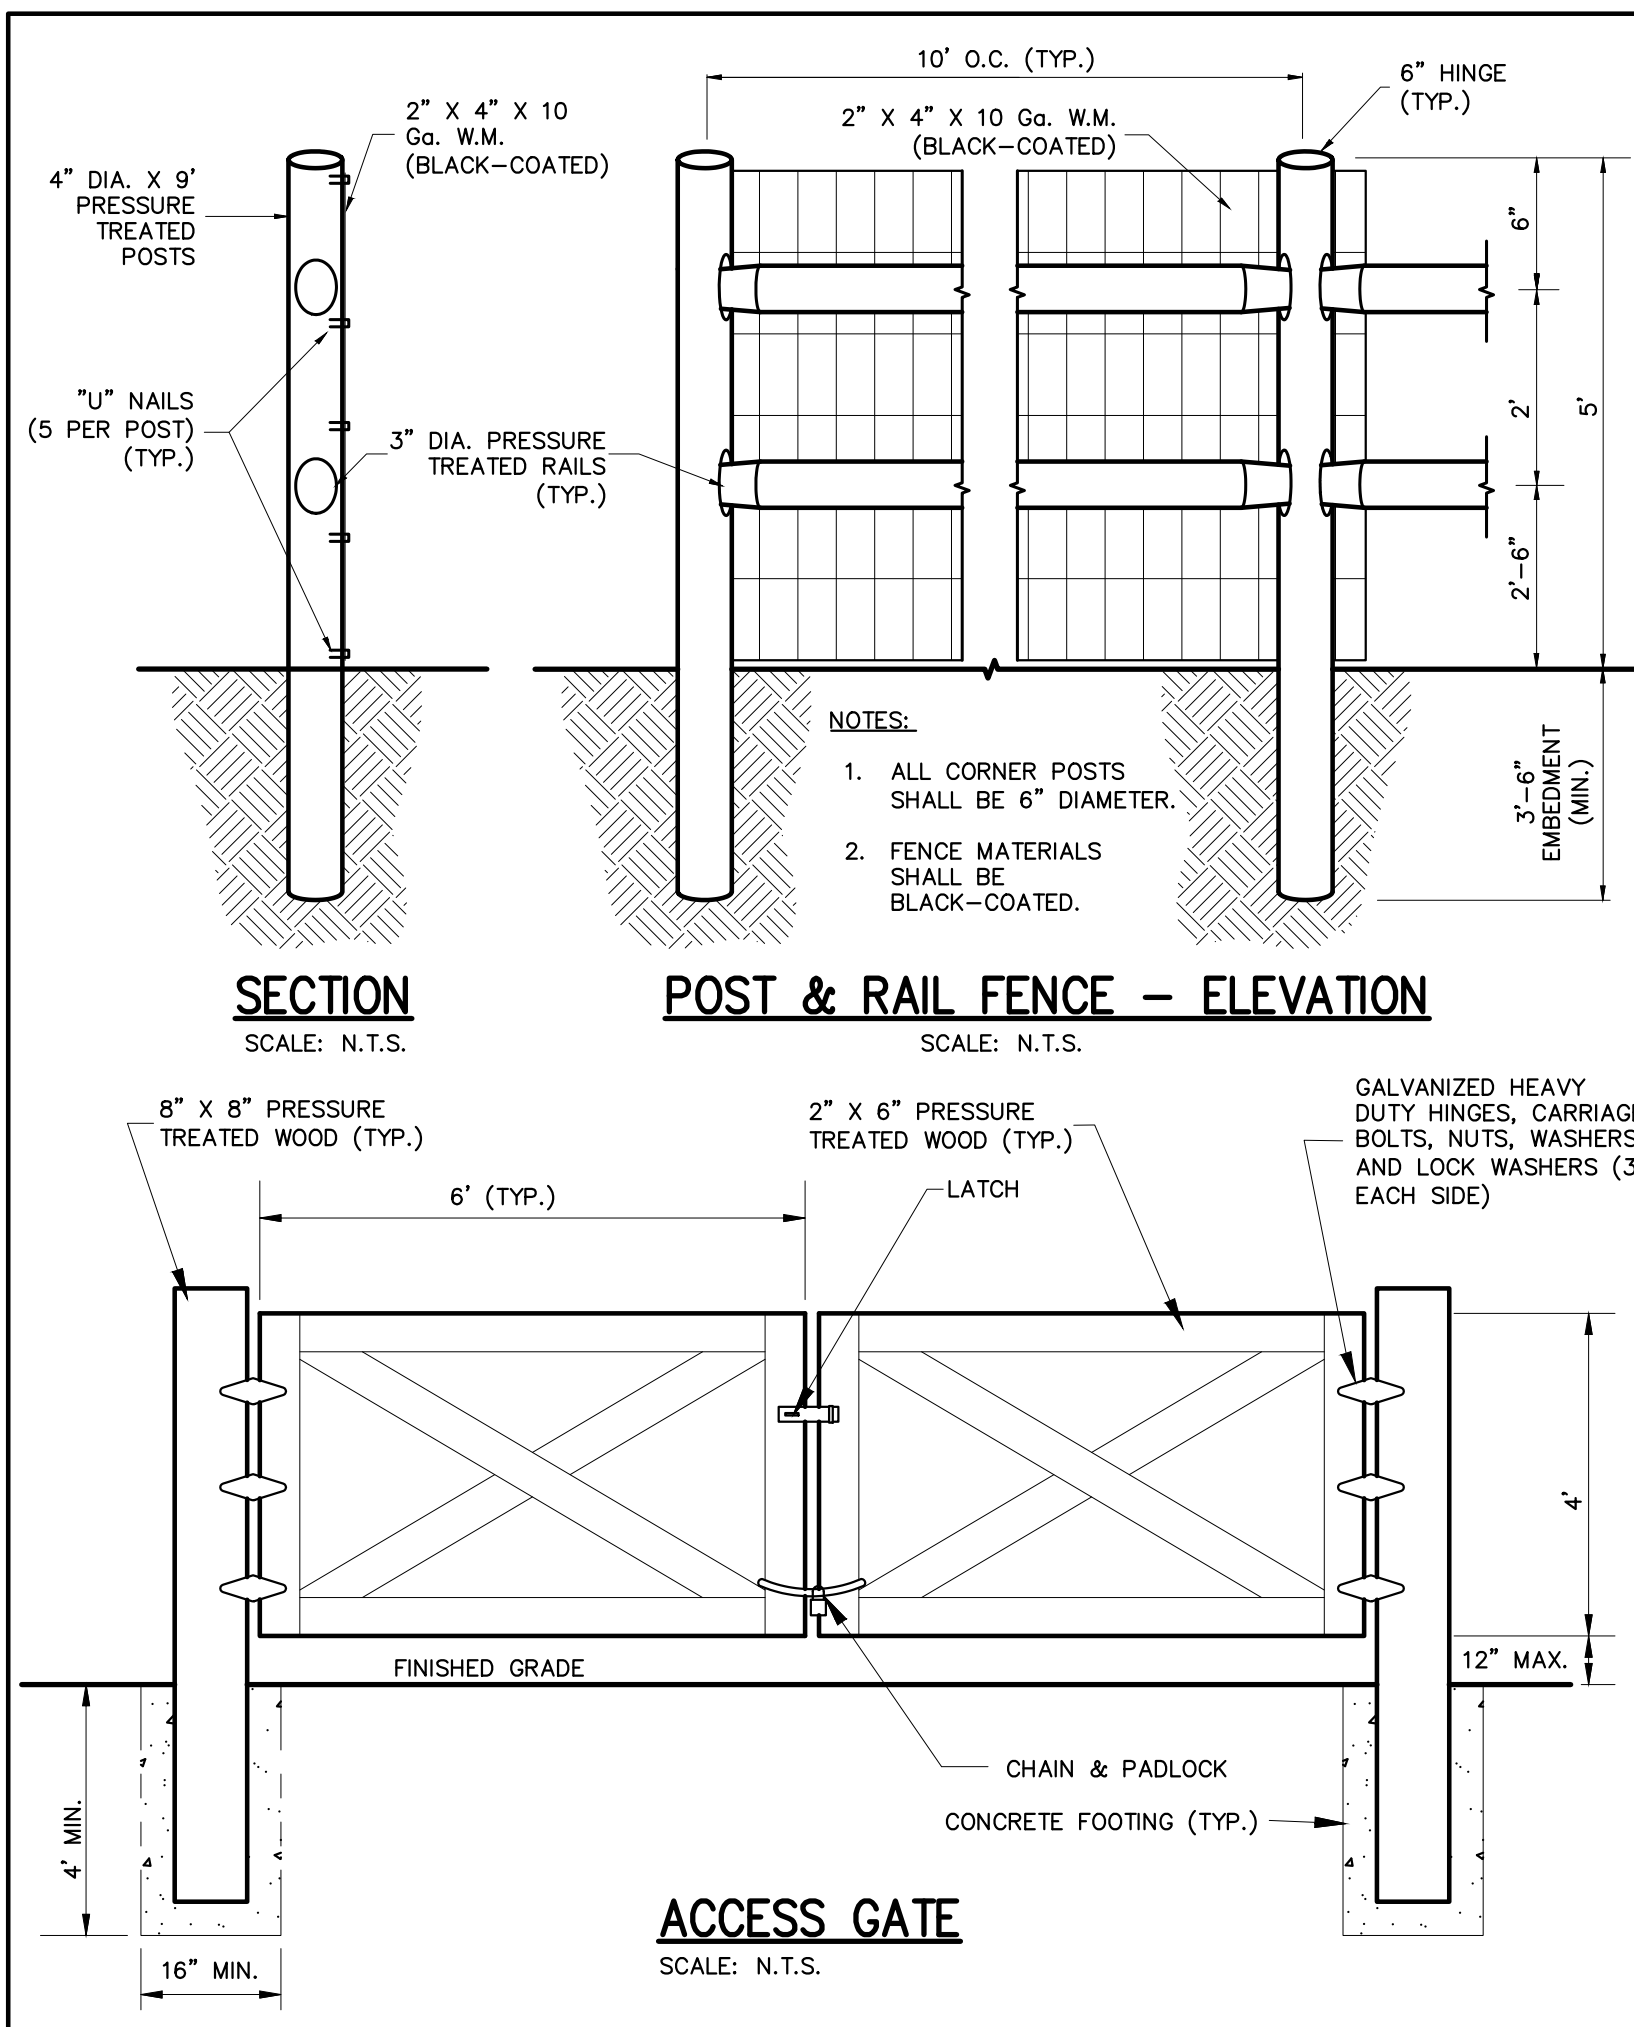 10' O.C. (TYP.)
6" HINGE
(TYP.)
2" X 4" X 10
Ga. W.M.
(BLACK-COATED)
2" X 4" X 10 Ga. W.M.
(BLACK-COATED)
4" DIA. X 9'
PRESSURE
TREATED
POSTS
6"
"U" NAILS
(5 PER POST)
(TYP.)
3" DIA. PRESSURE
TREATED RAILS
(TYP.)
2'
5'
2'-6"
NOTES:
1. ALL CORNER POSTS
SHALL BE 6" DIAMETER.
2. FENCE MATERIALS
SHALL BE
BLACK-COATED.
3'-6"
EMBEDMENT
(MIN.)
SECTION
SCALE: N.T.S.
POST & RAIL FENCE - ELEVATION
SCALE: N.T.S.
8" X 8" PRESSURE
TREATED WOOD (TYP.)
2" X 6" PRESSURE
TREATED WOOD (TYP.)
GALVANIZED HEAVY
DUTY HINGES, CARRIAG
BOLTS, NUTS, WASHERS
AND LOCK WASHERS (3
EACH SIDE)
6' (TYP.)
LATCH
4'
FINISHED GRADE
12" MAX.
CHAIN & PADLOCK
CONCRETE FOOTING (TYP.)
4' MIN.
16" MIN.
ACCESS GATE
SCALE: N.T.S.